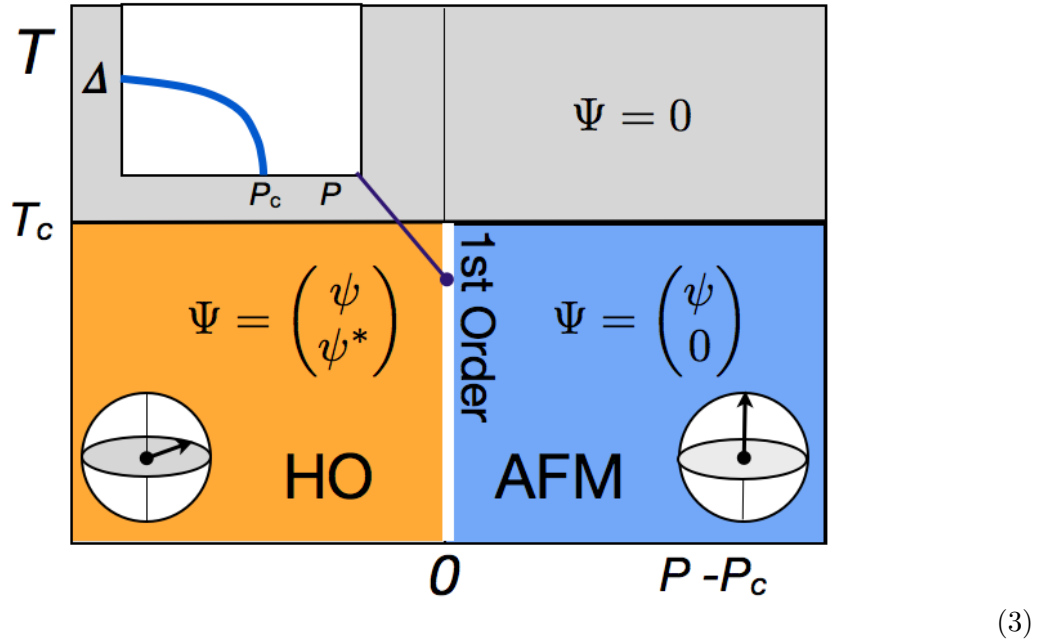 T
Δ
Ψ = 0
P_c P
T_c
1st Order
Ψ = (ψ ψ*)
Ψ = (ψ 0)
HO
AFM
0
P -P_c
(3)